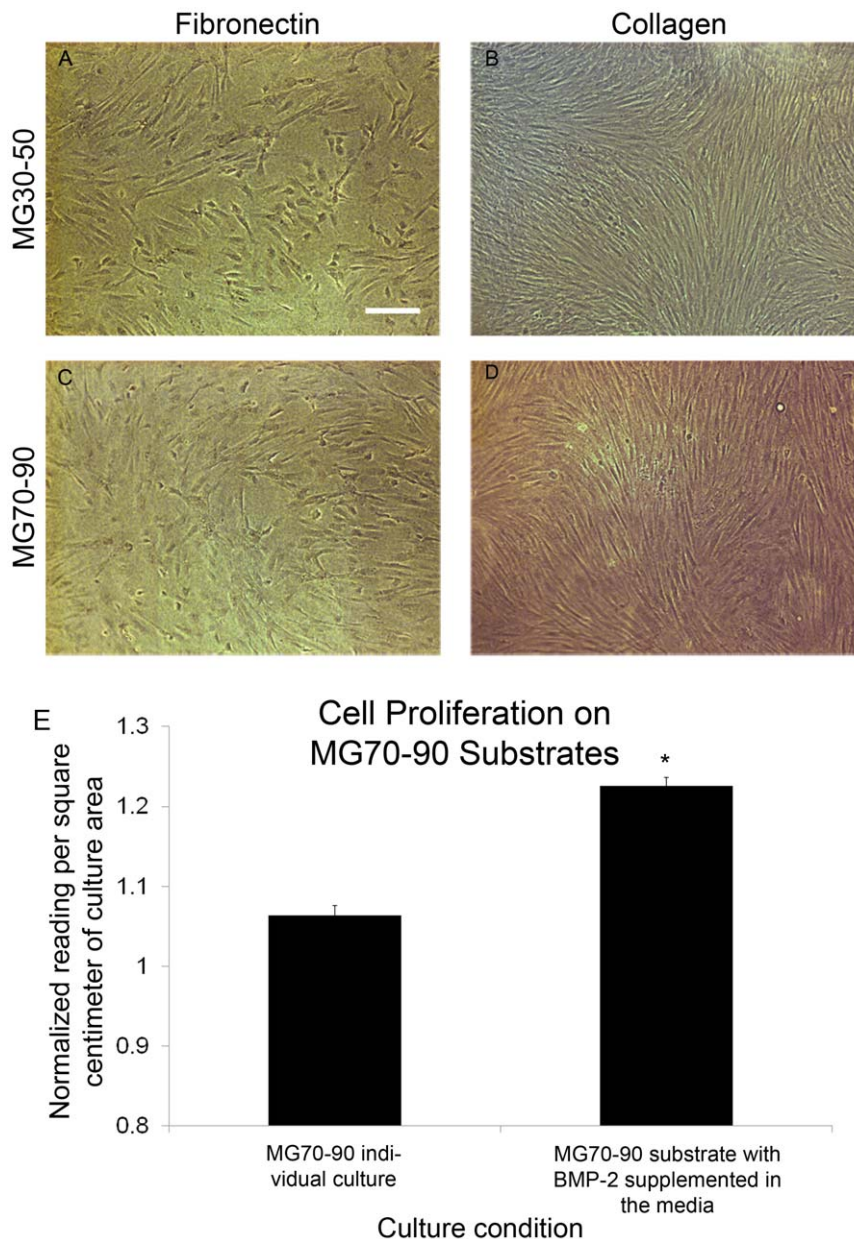 Fibronectin
Collagen
MG30-50
A
B
MG70-90
C
D
E
Cell Proliferation on
MG70-90 Substrates
*
Normalized reading per square
centimeter of culture area
1.3
1.2
1.1
1
0.9
0.8
MG70-90 indi-
vidual culture
MG70-90 substrate with
BMP-2 supplemented in
the media
Culture condition